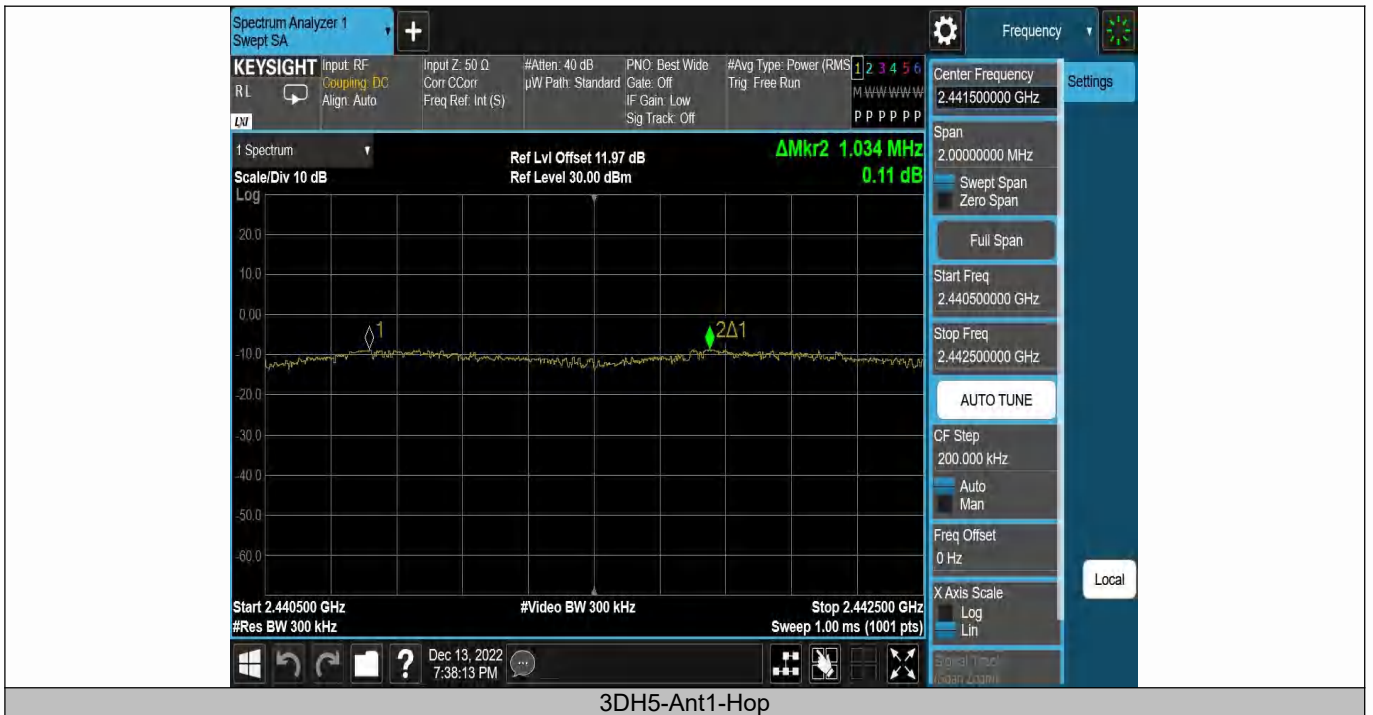 Spectrum Analyzer 1
Swept SA
+
Frequency
KEYSIGHT
RL
LXI
Input: RF
Coupling: DC
Align: Auto
Input Z: 50 Ω
Corr CCorr
Freq Ref: Int (S)
#Atten: 40 dB
µW Path: Standard
PNO: Best Wide
Gate: Off
IF Gain: Low
Sig Track: Off
#Avg Type: Power (RMS
Trig: Free Run
1 2 3 4 5 6
M W W W W W
P P P P P P
1 Spectrum
Scale/Div 10 dB
Log
Ref Lvl Offset 11.97 dB
Ref Level 30.00 dBm
ΔMkr2 1.034 MHz
0.11 dB
20.0
10.0
0.00
-10.0
-20.0
-30.0
-40.0
-50.0
-60.0
1
2Δ1
Start 2.440500 GHz
#Res BW 300 kHz
#Video BW 300 kHz
Stop 2.442500 GHz
Sweep 1.00 ms (1001 pts)
?
Dec 13, 2022
7:38:13 PM
Center Frequency
2.441500000 GHz
Settings
Span
2.00000000 MHz
Swept Span
Zero Span
Full Span
Start Freq
2.440500000 GHz
Stop Freq
2.442500000 GHz
AUTO TUNE
CF Step
200.000 kHz
Auto
Man
Freq Offset
0 Hz
X Axis Scale
Log
Lin
Signal Track
(Span Zoom)
Local
3DH5-Ant1-Hop